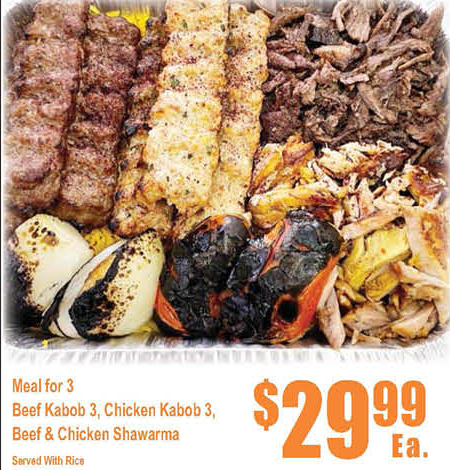 Meal for 3
Beef Kabob 3, Chicken Kabob 3,
Beef & Chicken Shawarma
Served With Rice
$29.99
Ea.